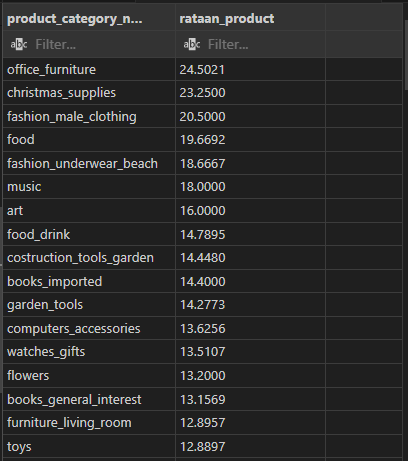 product_category_n... rataan_product
abc Filter... abc Filter...
office_furniture 24.5021
christmas_supplies 23.2500
fashion_male_clothing 20.5000
food 19.6692
fashion_underwear_beach 18.6667
music 18.0000
art 16.0000
food_drink 14.7895
costruction_tools_garden 14.4480
books_imported 14.4000
garden_tools 14.2773
computers_accessories 13.6256
watches_gifts 13.5107
flowers 13.2000
books_general_interest 13.1569
furniture_living_room 12.8957
toys 12.8897